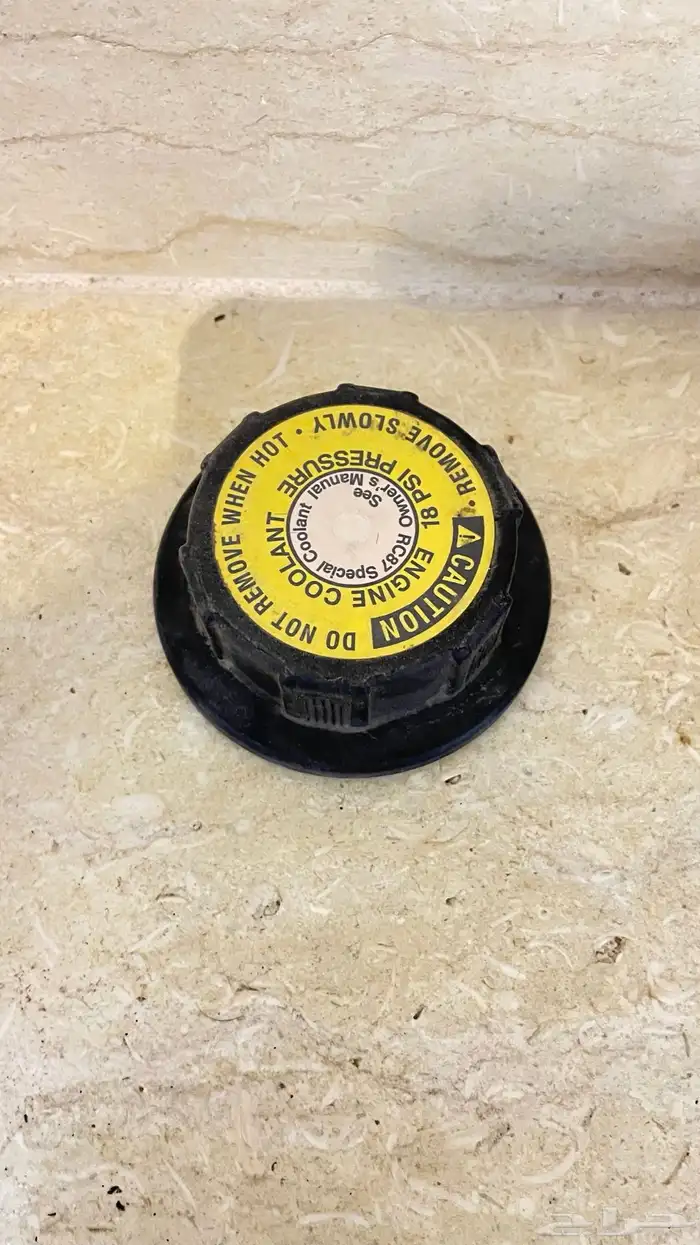 ⚠ CAUTION
DO NOT REMOVE WHEN HOT • REMOVE SLOWLY •
ENGINE COOLANT
18 PSI PRESSURE
RC87 Special Coolant
See
Owner's Manual